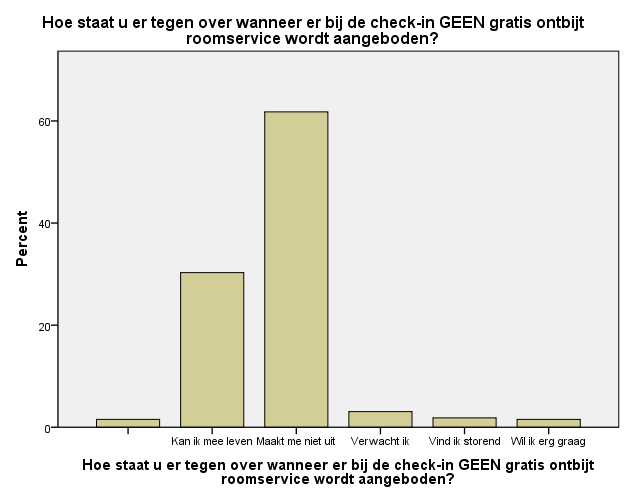 Hoe staat u er tegen over wanneer er bij de check-in GEEN gratis ontbijt
roomservice wordt aangeboden?
Percent
60
40
20
0
Kan ik mee leven Maakt me niet uit Verwacht ik Vind ik storend Wil ik erg graag
Hoe staat u er tegen over wanneer er bij de check-in GEEN gratis ontbijt
roomservice wordt aangeboden?